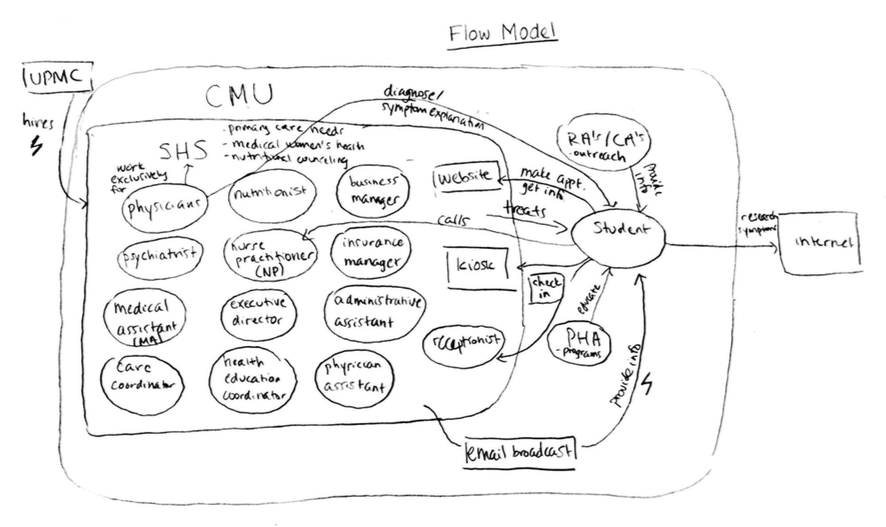 Flow Model
UPMC
hires
CMU
diagnose/
symptom explanation
SHS
- primary care needs
- medical women's health
- nutritional counseling
work
exclusively
for
physicians
nutritionist
business
manager
website
make appt.
get info
RA's/CA's
-outreach
provide
info
calls
treats
student
research
symptoms
internet
psychiatrist
nurse
practitioner
(NP)
insurance
manager
kiosk
check
in
educate
medical
assistant
(MA)
executive
director
administrative
assistant
receptionist
PHA
-programs
provide info
care
coordinator
health
education
coordinator
physician
assistant
email broadcast